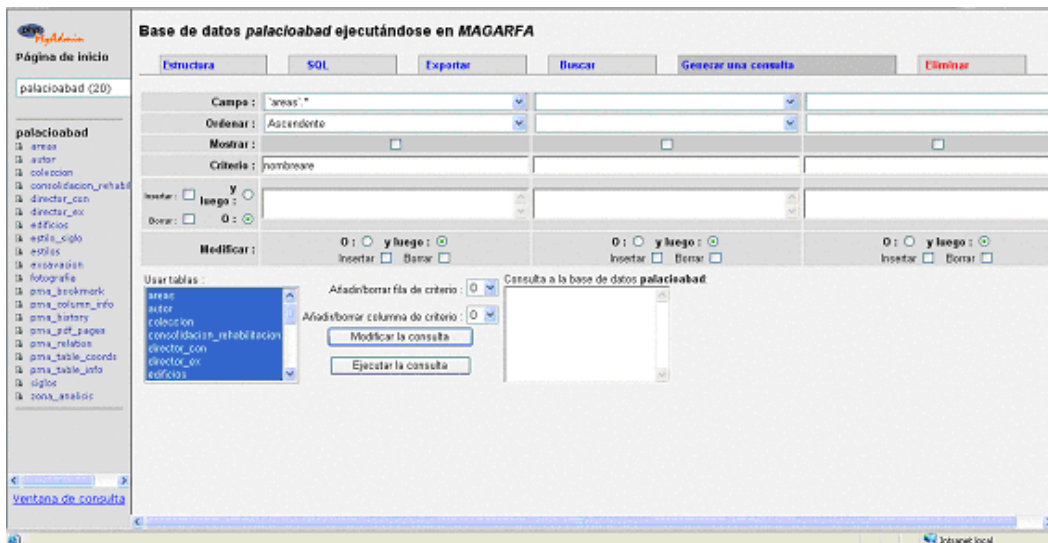 php
MyAdmin
Página de inicio
palacioabad (20)
palacioabad
areas
autor
coleccion
consolidacion_rehabil
director_con
director_ex
edificios
estilo_siglo
estilos
excavacion
fotografia
pma_bookmark
pma_column_info
pma_history
pma_pdf_pages
pma_relation
pma_table_coords
pma_table_info
siglos
zona_analisis
Ventana de consulta
Base de datos palacioabad ejecutándose en MAGARFA
Estructura SQL Exportar Buscar Generar una consulta Eliminar
Campo : `areas`.*
Ordenar : Ascendente
Mostrar :
Criterio : nombreare
Insertar : y luego :
Borrar : O :
Modificar : O : y luego : O : y luego : O : y luego :
Insertar Borrar Insertar Borrar Insertar Borrar
Usar tablas :
areas
autor
coleccion
consolidacion_rehabilitacion
director_con
director_ex
edificios
Añadir/borrar fila de criterio : 0
Añadir/borrar columna de criterio : 0
Modificar la consulta
Ejecutar la consulta
Consulta a la base de datos palacioabad:
Intranet local